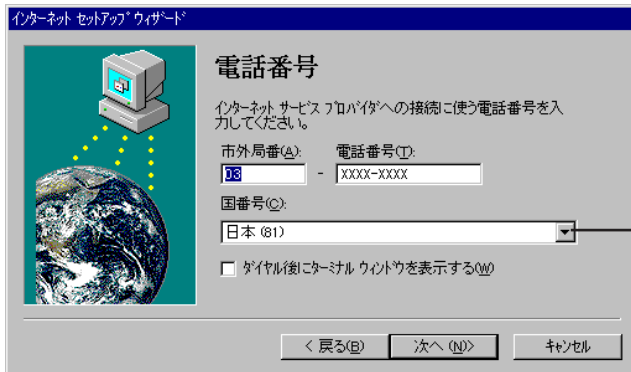 インターネット セットアップ ウィザード
電話番号
インターネット サービス プロバイダへの接続に使う電話番号を入
力してください。
市外局番(A): 電話番号(T):
03 - XXXX-XXXX
国番号(C):
日本 (81)
ダイヤル後にターミナル ウィンドウを表示する(W)
< 戻る(B) 次へ (N)> キャンセル